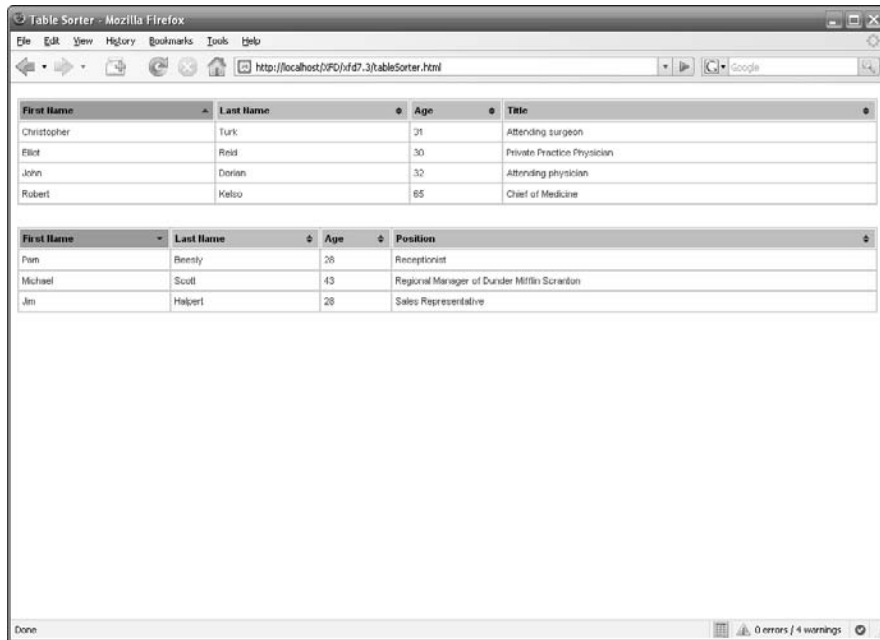 Table Sorter - Mozilla Firefox
File Edit View History Bookmarks Tools Help
http://localhost/XFD/xfd7.3/tableSorter.html Google
First Name Last Name Age Title
Christopher Turk 31 Attending surgeon
Elliot Reid 30 Private Practice Physician
John Dorian 32 Attending physician
Robert Kelso 65 Chief of Medicine
First Name Last Name Age Position
Pam Beesly 28 Receptionist
Michael Scott 43 Regional Manager of Dunder Mifflin Scranton
Jim Halpert 28 Sales Representative
Done 0 errors / 4 warnings